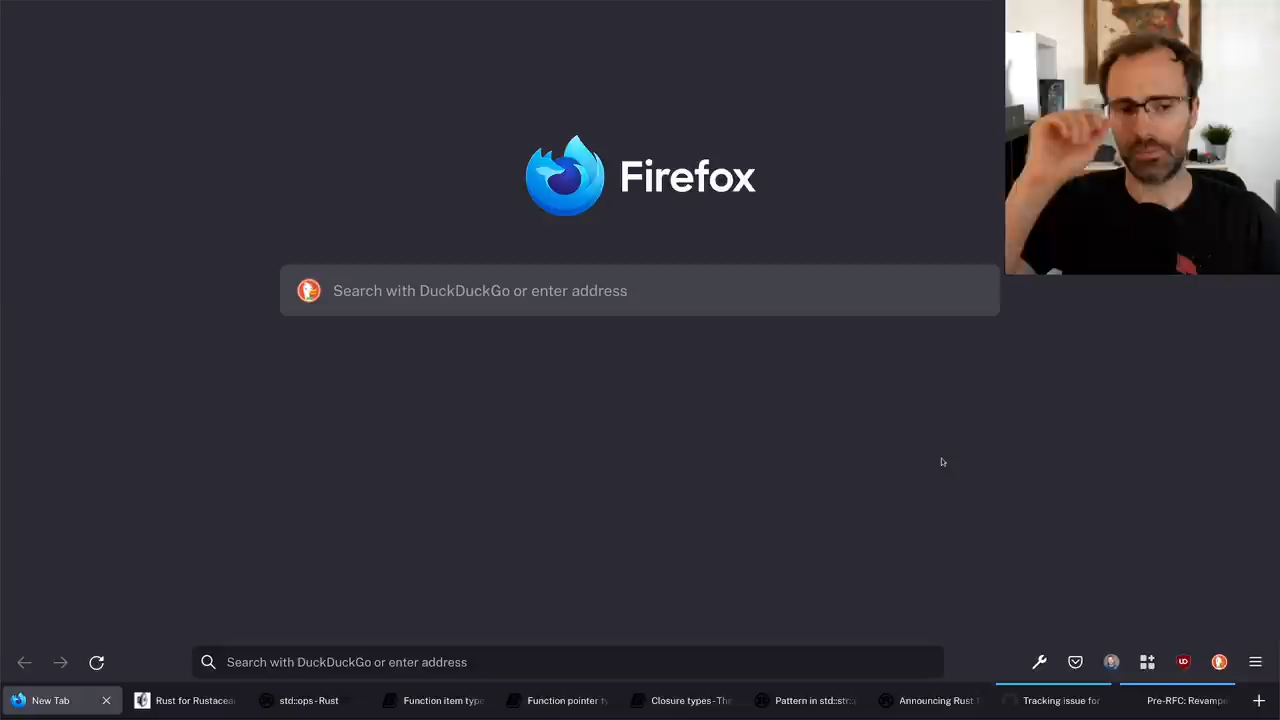 Firefox
Search with DuckDuckGo or enter address
Search with DuckDuckGo or enter address
New Tab
Rust for Rustacea
std::ops - Rust
Function item type
Function pointer ty
Closure types - The
Pattern in std::str::
Announcing Rust
Tracking issue for
Pre-RFC: Revampe